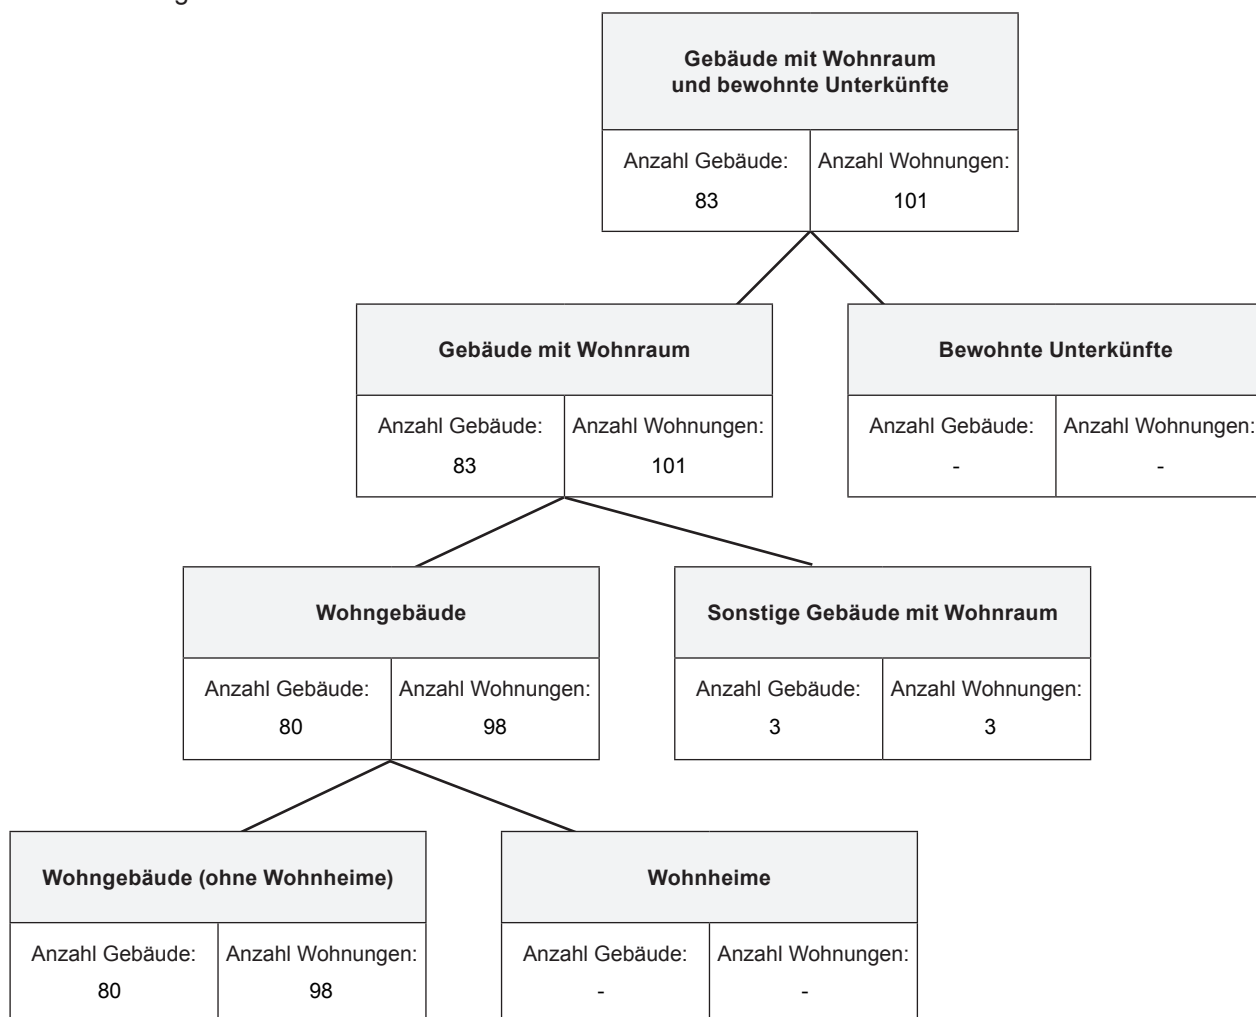 Gebäude mit Wohnraum
und bewohnte Unterkünfte
Anzahl Gebäude: Anzahl Wohnungen:
83 101
Gebäude mit Wohnraum
Anzahl Gebäude: Anzahl Wohnungen:
83 101
Bewohnte Unterkünfte
Anzahl Gebäude: Anzahl Wohnungen:
- -
Wohngebäude
Anzahl Gebäude: Anzahl Wohnungen:
80 98
Sonstige Gebäude mit Wohnraum
Anzahl Gebäude: Anzahl Wohnungen:
3 3
Wohngebäude (ohne Wohnheime)
Anzahl Gebäude: Anzahl Wohnungen:
80 98
Wohnheime
Anzahl Gebäude: Anzahl Wohnungen:
- -